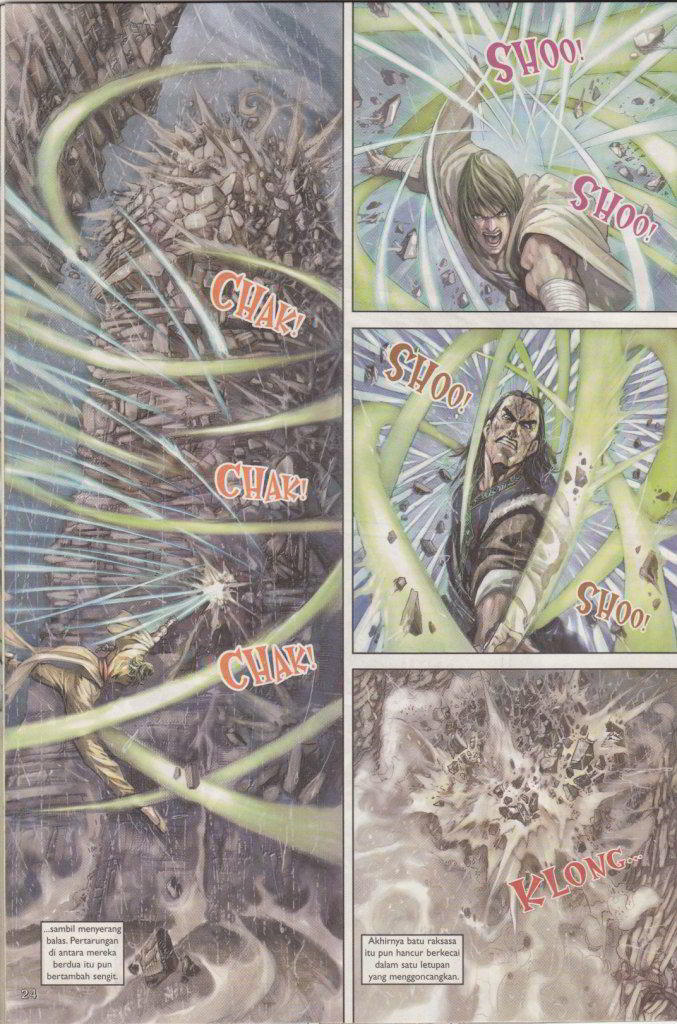 CHAK!
CHAK!
CHAK!
...sambil menyerang
balas. Pertarungan
di antara mereka
berdua itu pun
bertambah sengit.
24
SHOO!
SHOO!
SHOO!
SHOO!
KLONG...
Akhirnya batu raksasa
itu pun hancur berkecai
dalam satu letupan
yang menggoncangkan.